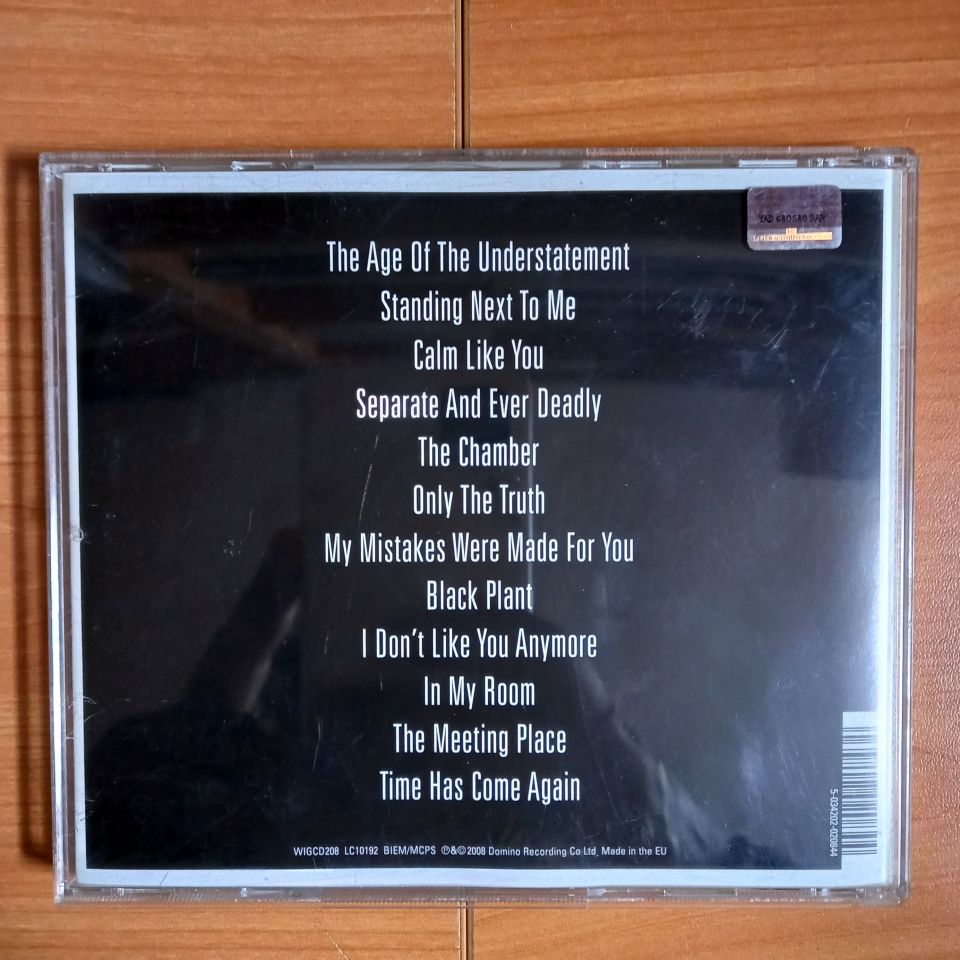 YAD 680580 BAR
The Age Of The Understatement
Standing Next To Me
Calm Like You
Separate And Ever Deadly
The Chamber
Only The Truth
My Mistakes Were Made For You
Black Plant
I Don't Like You Anymore
In My Room
The Meeting Place
Time Has Come Again
5-034202-020844
WIGCD208 LC10192 BIEM/MCPS ℗&©2008 Domino Recording Co Ltd. Made in the EU